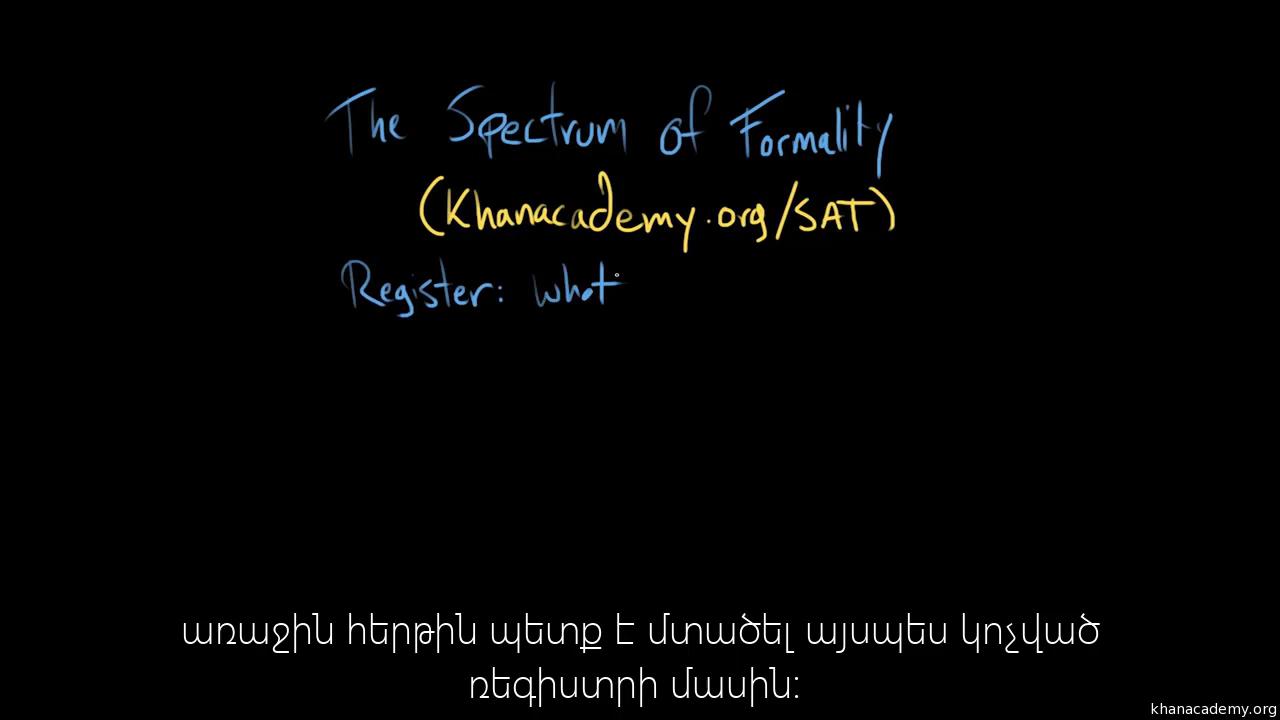 The Spectrum of Formality
(Khanacademy.org/SAT)
Register: what
առաջին հերթին պետք է մտածել այսպես կոչված
ռեգիստրի մասին:
khanacademy.org